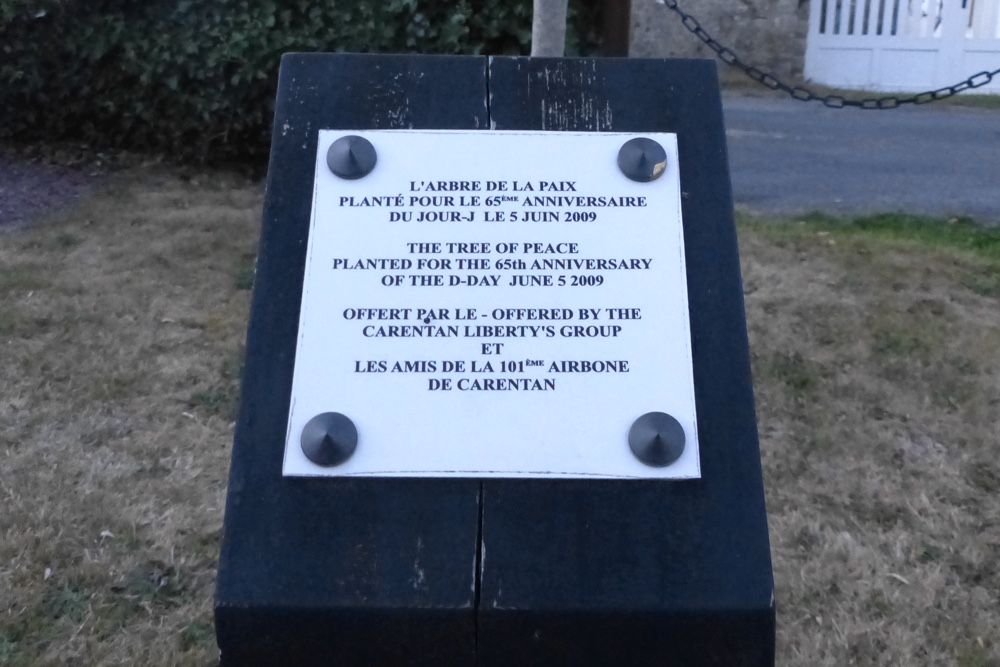 L'ARBRE DE LA PAIX
PLANTÉ POUR LE 65ÈME ANNIVERSAIRE
DU JOUR-J LE 5 JUIN 2009
THE TREE OF PEACE
PLANTED FOR THE 65th ANNIVERSARY
OF THE D-DAY JUNE 5 2009
OFFERT PAR LE - OFFERED BY THE
CARENTAN LIBERTY'S GROUP
ET
LES AMIS DE LA 101ÈME AIRBONE
DE CARENTAN